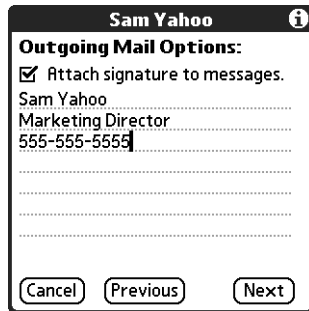 Sam Yahoo
Outgoing Mail Options:
Attach signature to messages.
Sam Yahoo
Marketing Director
555-555-5555
Cancel Previous Next